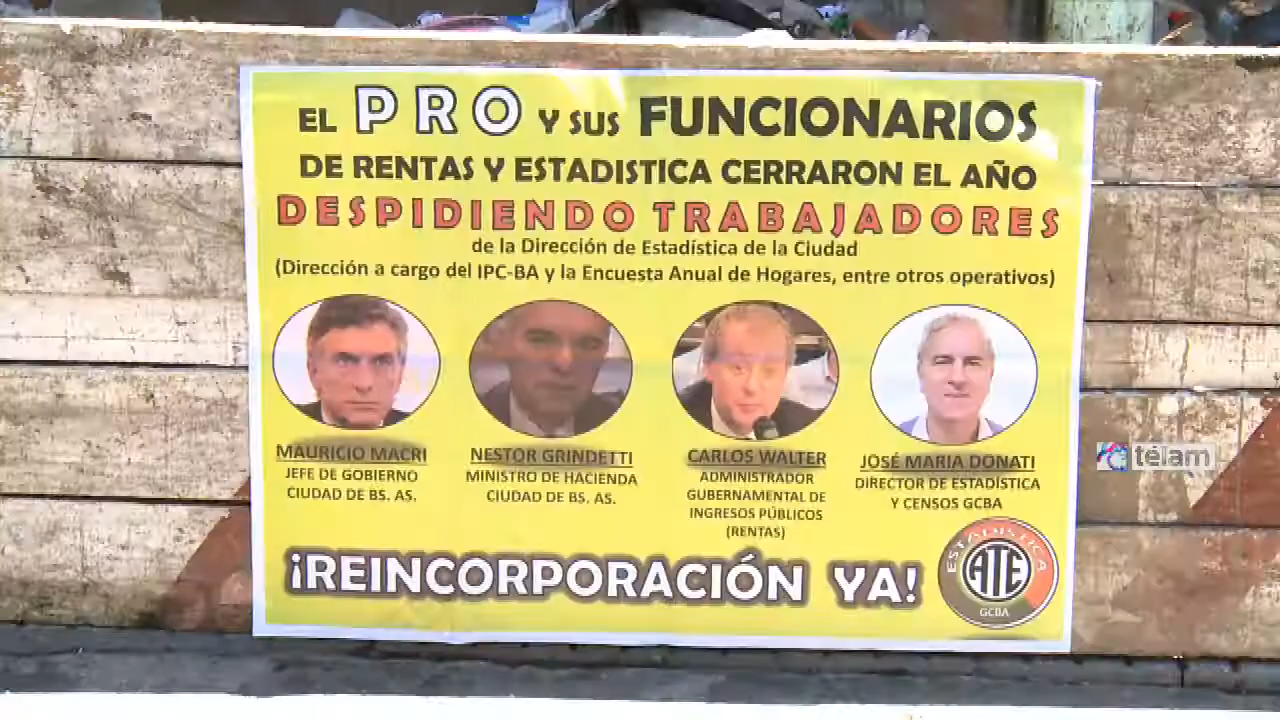 EL PRO Y SUS FUNCIONARIOS
DE RENTAS Y ESTADISTICA CERRARON EL AÑO
DESPIDIENDO TRABAJADORES
de la Dirección de Estadística de la Ciudad
(Dirección a cargo del IPC-BA y la Encuesta Anual de Hogares, entre otros operativos)
MAURICIO MACRI
JEFE DE GOBIERNO
CIUDAD DE BS. AS.
NESTOR GRINDETTI
MINISTRO DE HACIENDA
CIUDAD DE BS. AS.
CARLOS WALTER
ADMINISTRADOR
GUBERNAMENTAL DE
INGRESOS PÚBLICOS
(RENTAS)
JOSÉ MARIA DONATI
DIRECTOR DE ESTADÍSTICA
Y CENSOS GCBA
¡REINCORPORACIÓN YA!
ESTADÍSTICA
ATE
GCBA
télam